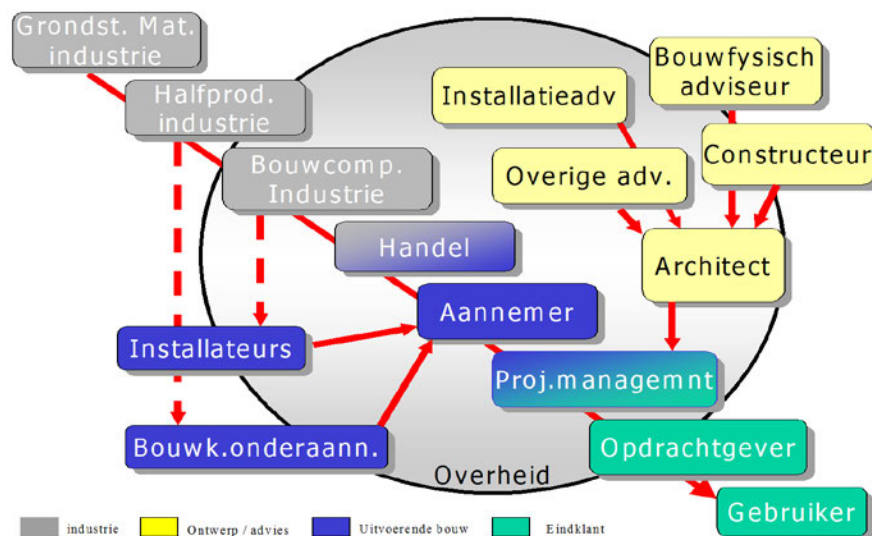 Grondst. Mat.
industrie
Halfprod.
industrie
Bouwcomp.
Industrie
Handel
Installatieadv
Bouwfysisch
adviseur
Overige adv.
Constructeur
Architect
Aannemer
Installateurs
Proj.managemnt
Bouwk.onderaann.
Opdrachtgever
Overheid
Gebruiker
industrie
Ontwerp / advies
Uitvoerende bouw
Eindklant